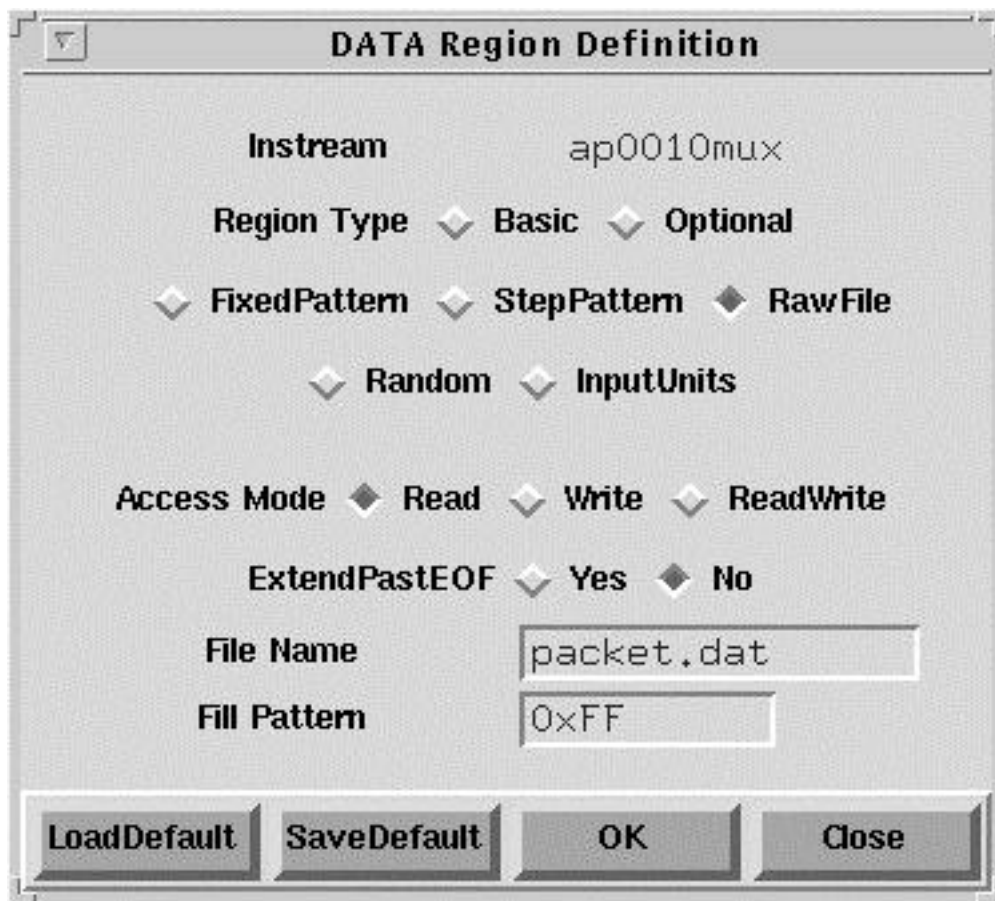 DATA Region Definition
Instream ap0010mux
Region Type Basic Optional
FixedPattern StepPattern RawFile
Random InputUnits
Access Mode Read Write ReadWrite
ExtendPastEOF Yes No
File Name packet.dat
Fill Pattern 0xFF
LoadDefault SaveDefault OK Close